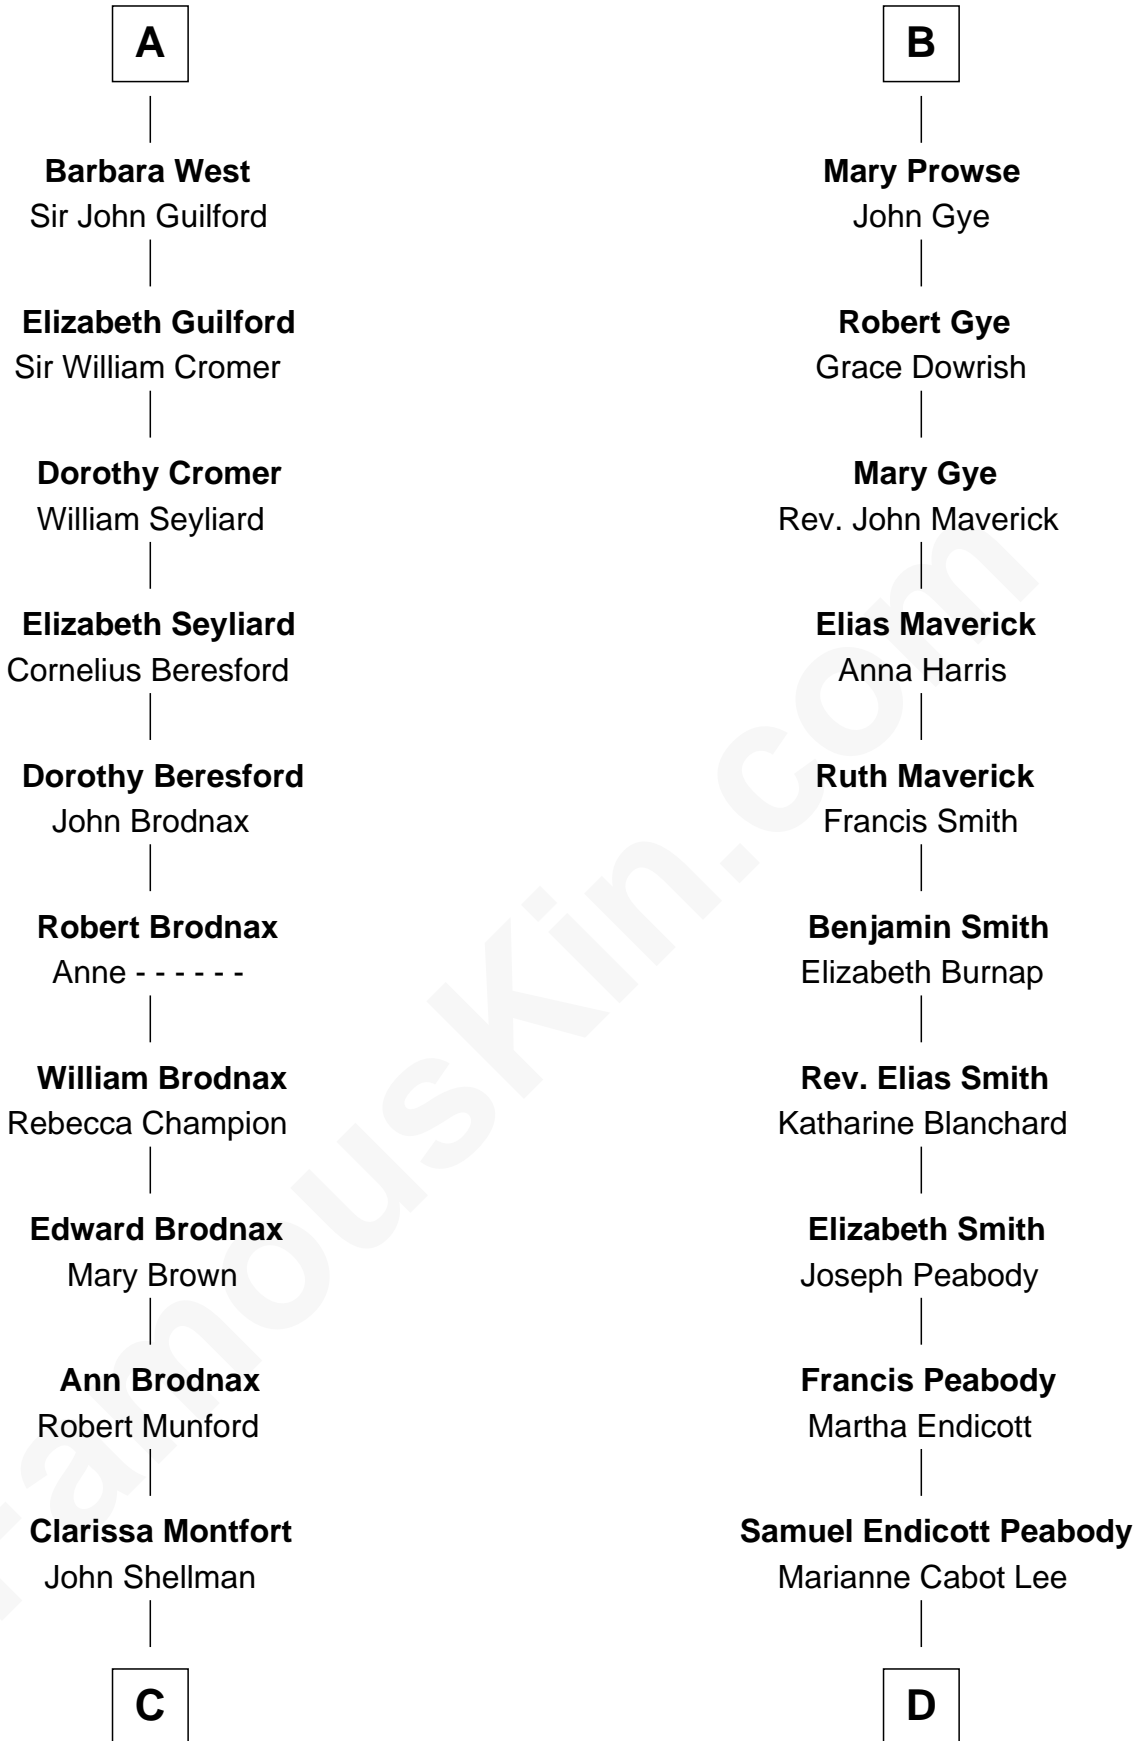 A
Barbara West
Sir John Guilford
Elizabeth Guilford
Sir William Cromer
Dorothy Cromer
William Seyliard
Elizabeth Seyliard
Cornelius Beresford
Dorothy Beresford
John Brodnax
Robert Brodnax
Anne - - - - - -
William Brodnax
Rebecca Champion
Edward Brodnax
Mary Brown
Ann Brodnax
Robert Munford
Clarissa Montfort
John Shellman
C
B
Mary Prowse
John Gye
Robert Gye
Grace Dowrish
Mary Gye
Rev. John Maverick
Elias Maverick
Anna Harris
Ruth Maverick
Francis Smith
Benjamin Smith
Elizabeth Burnap
Rev. Elias Smith
Katharine Blanchard
Elizabeth Smith
Joseph Peabody
Francis Peabody
Martha Endicott
Samuel Endicott Peabody
Marianne Cabot Lee
D
FamousKin.com